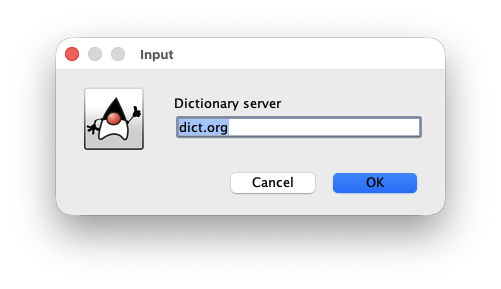 Input
Dictionary server
dict.org
Cancel
OK